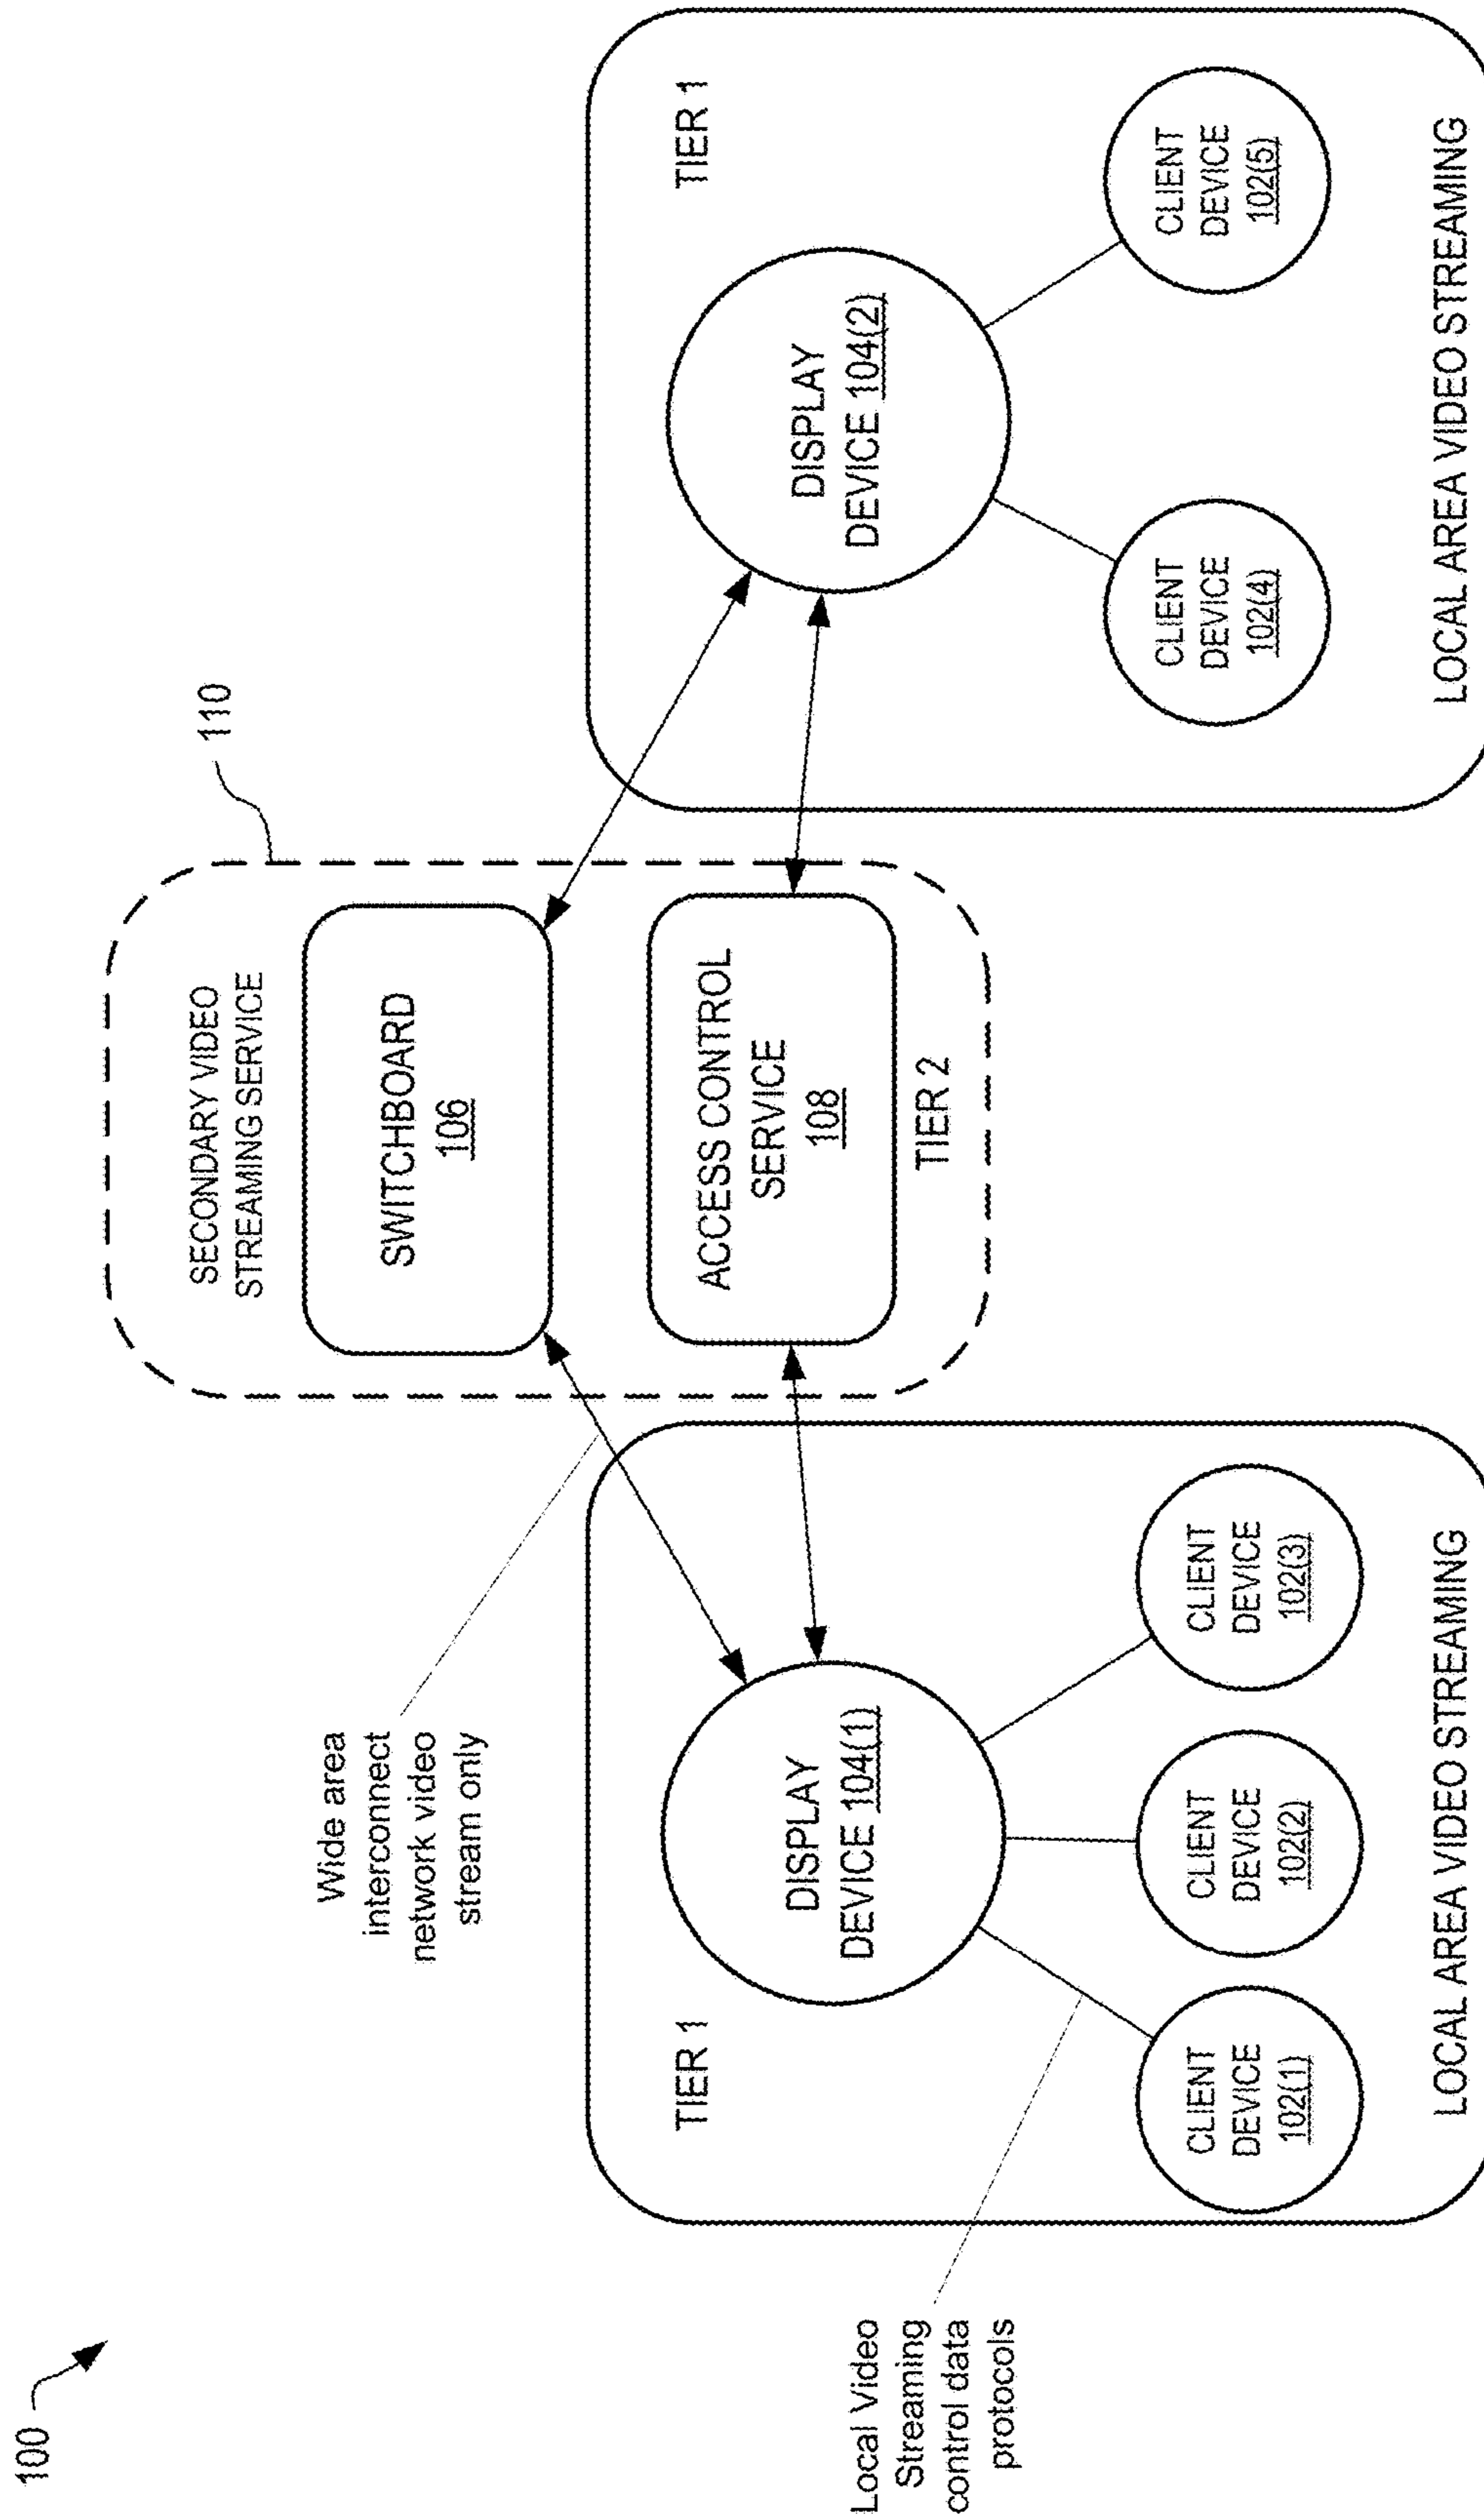 100
110
SECONDARY VIDEO
STREAMING SERVICE
SWITCHBOARD
106
ACCESS CONTROL
SERVICE
108
TIER 2
Wide area
interconnect
network video
stream only
Local Video
Streaming
control data
protocols
TIER 1
DISPLAY
DEVICE 104(1)
CLIENT
DEVICE
102(1)
CLIENT
DEVICE
102(2)
CLIENT
DEVICE
102(3)
LOCAL AREA VIDEO STREAMING
TIER 1
DISPLAY
DEVICE 104(2)
CLIENT
DEVICE
102(4)
CLIENT
DEVICE
102(5)
LOCAL AREA VIDEO STREAMING